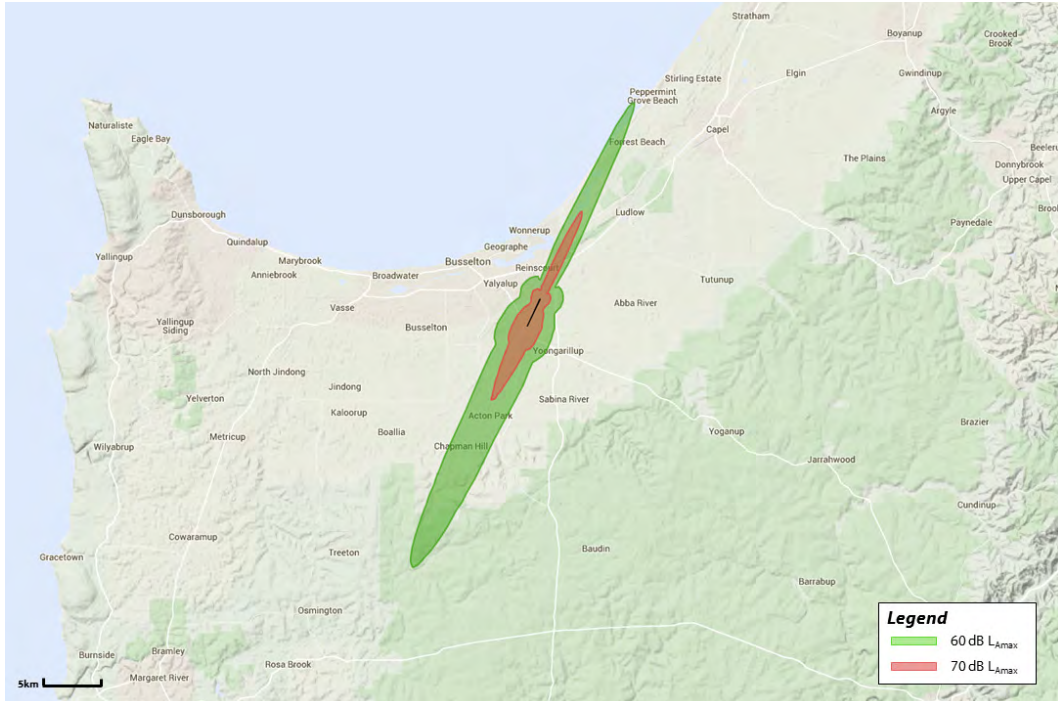 Stratham
Boyanup
Crooked
Brook
Stirling Estate
Elgin
Gwindinup
Peppermint
Grove Beach
Naturaliste
Eagle Bay
Capel
Argyle
Forrest Beach
The Plains
Beeleru
Donnybrook
Upper Capel
Dunsborough
Ludlow
Paynedale
Brook
Wonnerup
Quindalup
Geographe
Yallingup
Marybrook
Busselton
Reinscourt
Anniebrook
Broadwater
Yalyalup
Tutunup
Vasse
Abba River
Yallingup
Siding
Busselton
Yoongarillup
North Jindong
Jindong
Yelverton
Kaloorup
Sabina River
Acton Park
Metricup
Boallia
Yoganup
Brazier
Wilyabrup
Chapman Hill
Jarrahwood
Cundinup
Cowaramup
Gracetown
Treeton
Baudin
Barrabup
Osmington
Legend
60 dB LAmax
70 dB LAmax
Burnside
Bramley
Rosa Brook
Margaret River
5km